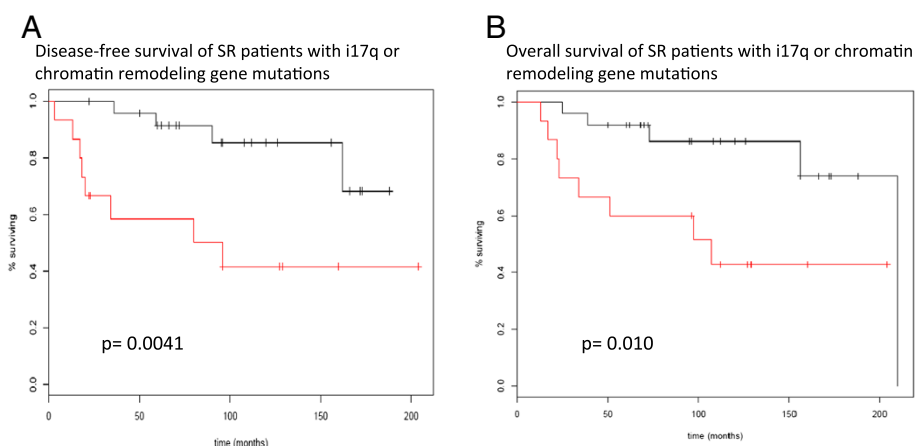 A
Disease-free survival of SR patients with i17q or
chromatin remodeling gene mutations
1.0
0.8
0.6
0.4
0.2
0.0
% surviving
p= 0.0041
0 50 100 150 200
time (months)
B
Overall survival of SR patients with i17q or chromatin
remodeling gene mutations
1.0
0.8
0.6
0.4
0.2
0.0
% surviving
p= 0.010
0 50 100 150 200
time (months)